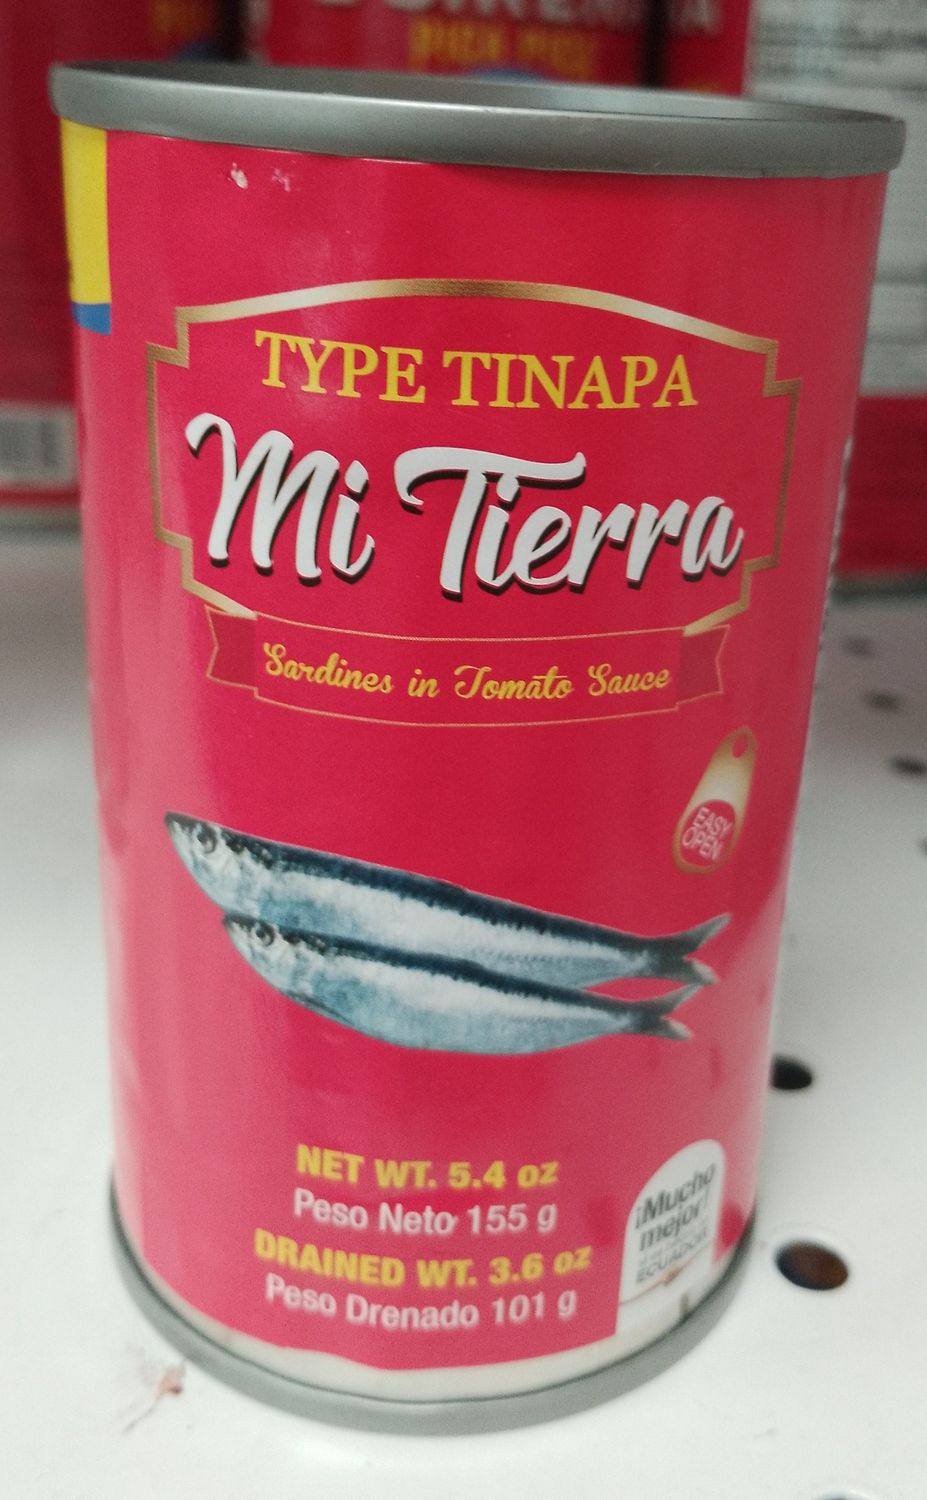 TYPE TINAPA
Mi Tierra
Sardines in Tomato Sauce
EASY
OPEN
NET WT. 5.4 oz
Peso Neto 155 g
DRAINED WT. 3.6 oz
Peso Drenado 101 g
¡Mucho
mejor!
ECUADOR